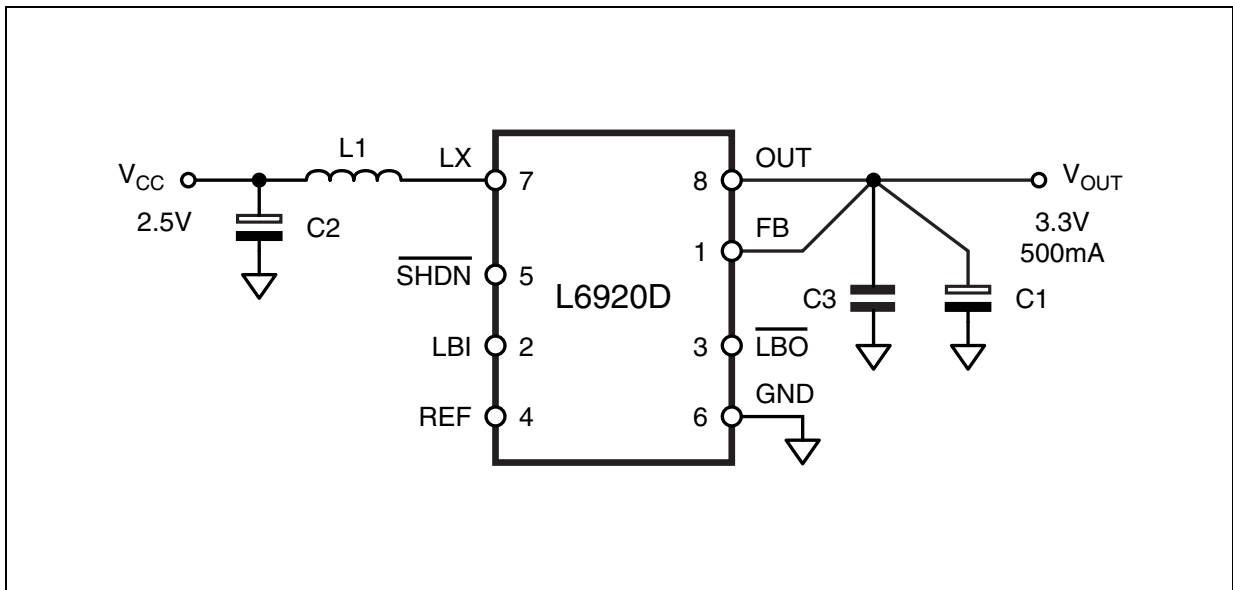 L1
LX
7
V_CC
2.5V
C2
SHDN
5
LBI
2
REF
4
L6920D
8
OUT
1
FB
3
LBO
6
GND
C3
C1
V_OUT
3.3V
500mA